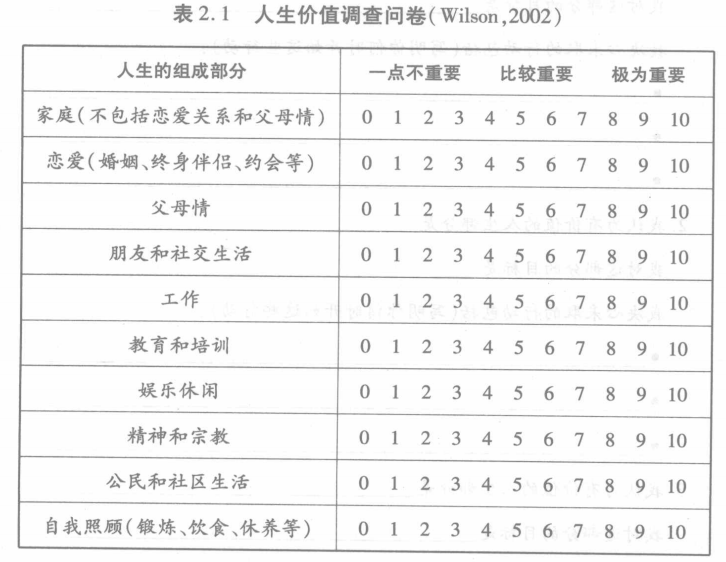 表2.1 人生价值调查问卷(Wilson,2002)
人生的组成部分 一点不重要 比较重要 极为重要
家庭(不包括恋爱关系和父母情) 0 1 2 3 4 5 6 7 8 9 10
恋爱(婚姻、终身伴侣、约会等) 0 1 2 3 4 5 6 7 8 9 10
父母情 0 1 2 3 4 5 6 7 8 9 10
朋友和社交生活 0 1 2 3 4 5 6 7 8 9 10
工作 0 1 2 3 4 5 6 7 8 9 10
教育和培训 0 1 2 3 4 5 6 7 8 9 10
娱乐休闲 0 1 2 3 4 5 6 7 8 9 10
精神和宗教 0 1 2 3 4 5 6 7 8 9 10
公民和社区生活 0 1 2 3 4 5 6 7 8 9 10
自我照顾(锻炼、饮食、休养等) 0 1 2 3 4 5 6 7 8 9 10